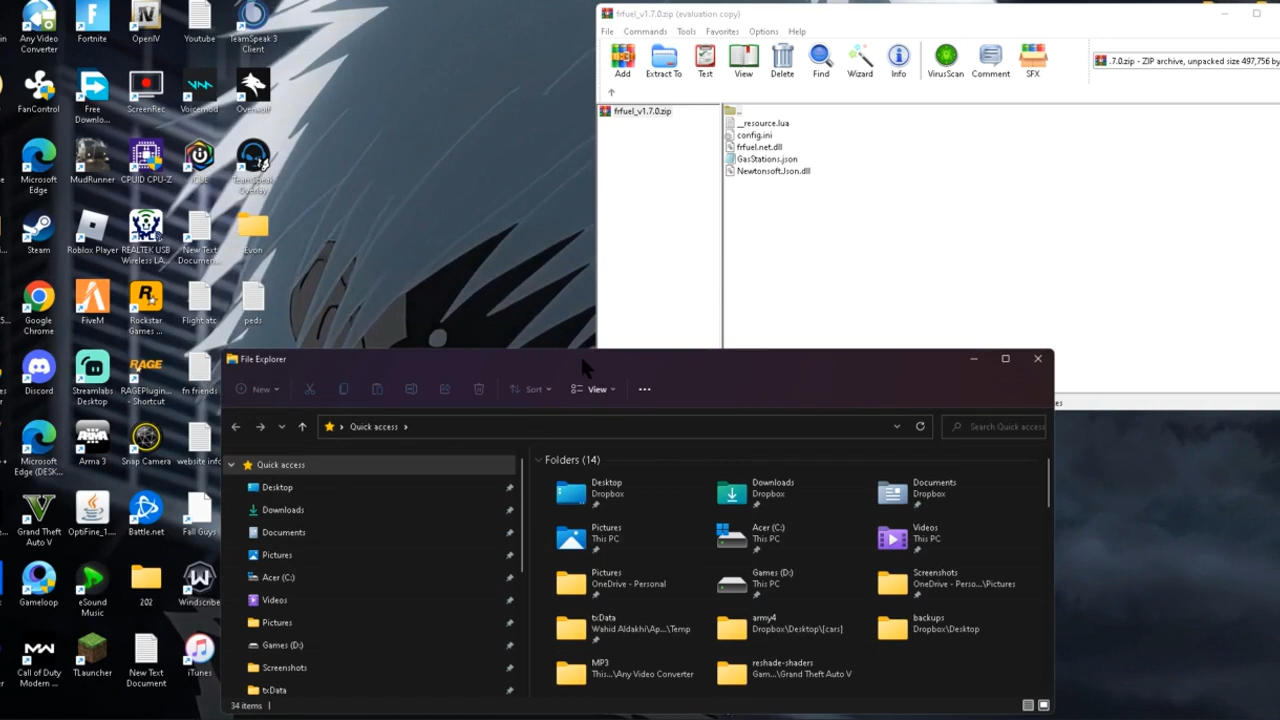 Any Video
Converter
Fortnite
OpenIV
Youtube
TeamSpeak 3
Client
FanControl
Free
Downlo...
ScreenRec
Voicemod
Overwolf
Microsoft
Edge
MudRunner
CPUID CPU-Z
iCUE
TeamSpeak
Overlay
Steam
Roblox Player
REALTEK USB
Wireless LA...
New Text
Documen...
Evon
Google
Chrome
FiveM
Rockstar
Games ...
Flight atc
peds
Discord
Streamlabs
Desktop
RAGE
RAGEPlugin...
- Shortcut
fn friends
Microsoft
Edge (DESK...
Arma 3
Snap Camera
website info
Grand Theft
Auto V
OptiFine_1....
Battle.net
Fall Guys
Gameloop
eSound
Music
202
Windscribe
Call of Duty
Modern ...
TLauncher
New Text
Document
iTunes
frfuel_v1.7.0.zip (evaluation copy)
File Commands Tools Favorites Options Help
Add Extract To Test View Delete Find Wizard Info VirusScan Comment SFX
.7.0.zip - ZIP archive, unpacked size 497,756 by
frfuel_v1.7.0.zip
..
__resource.lua
config.ini
frfuel.net.dll
GasStations.json
Newtonsoft.Json.dll
File Explorer
New Sort View
Quick access
Search Quick access
Quick access
Desktop
Downloads
Documents
Pictures
Acer (C:)
Videos
Pictures
Games (D:)
Screenshots
txData
Folders (14)
Desktop
Dropbox
Downloads
Dropbox
Documents
Dropbox
Pictures
This PC
Acer (C:)
This PC
Videos
This PC
Pictures
OneDrive - Personal
Games (D:)
This PC
Screenshots
OneDrive - Perso...\Pictures
txData
Wahid Aldakhi\Ap...\Temp
army4
Dropbox\Desktop\[cars]
backups
Dropbox\Desktop
MP3
This...\Any Video Converter
reshade-shaders
Gam...\Grand Theft Auto V
34 items